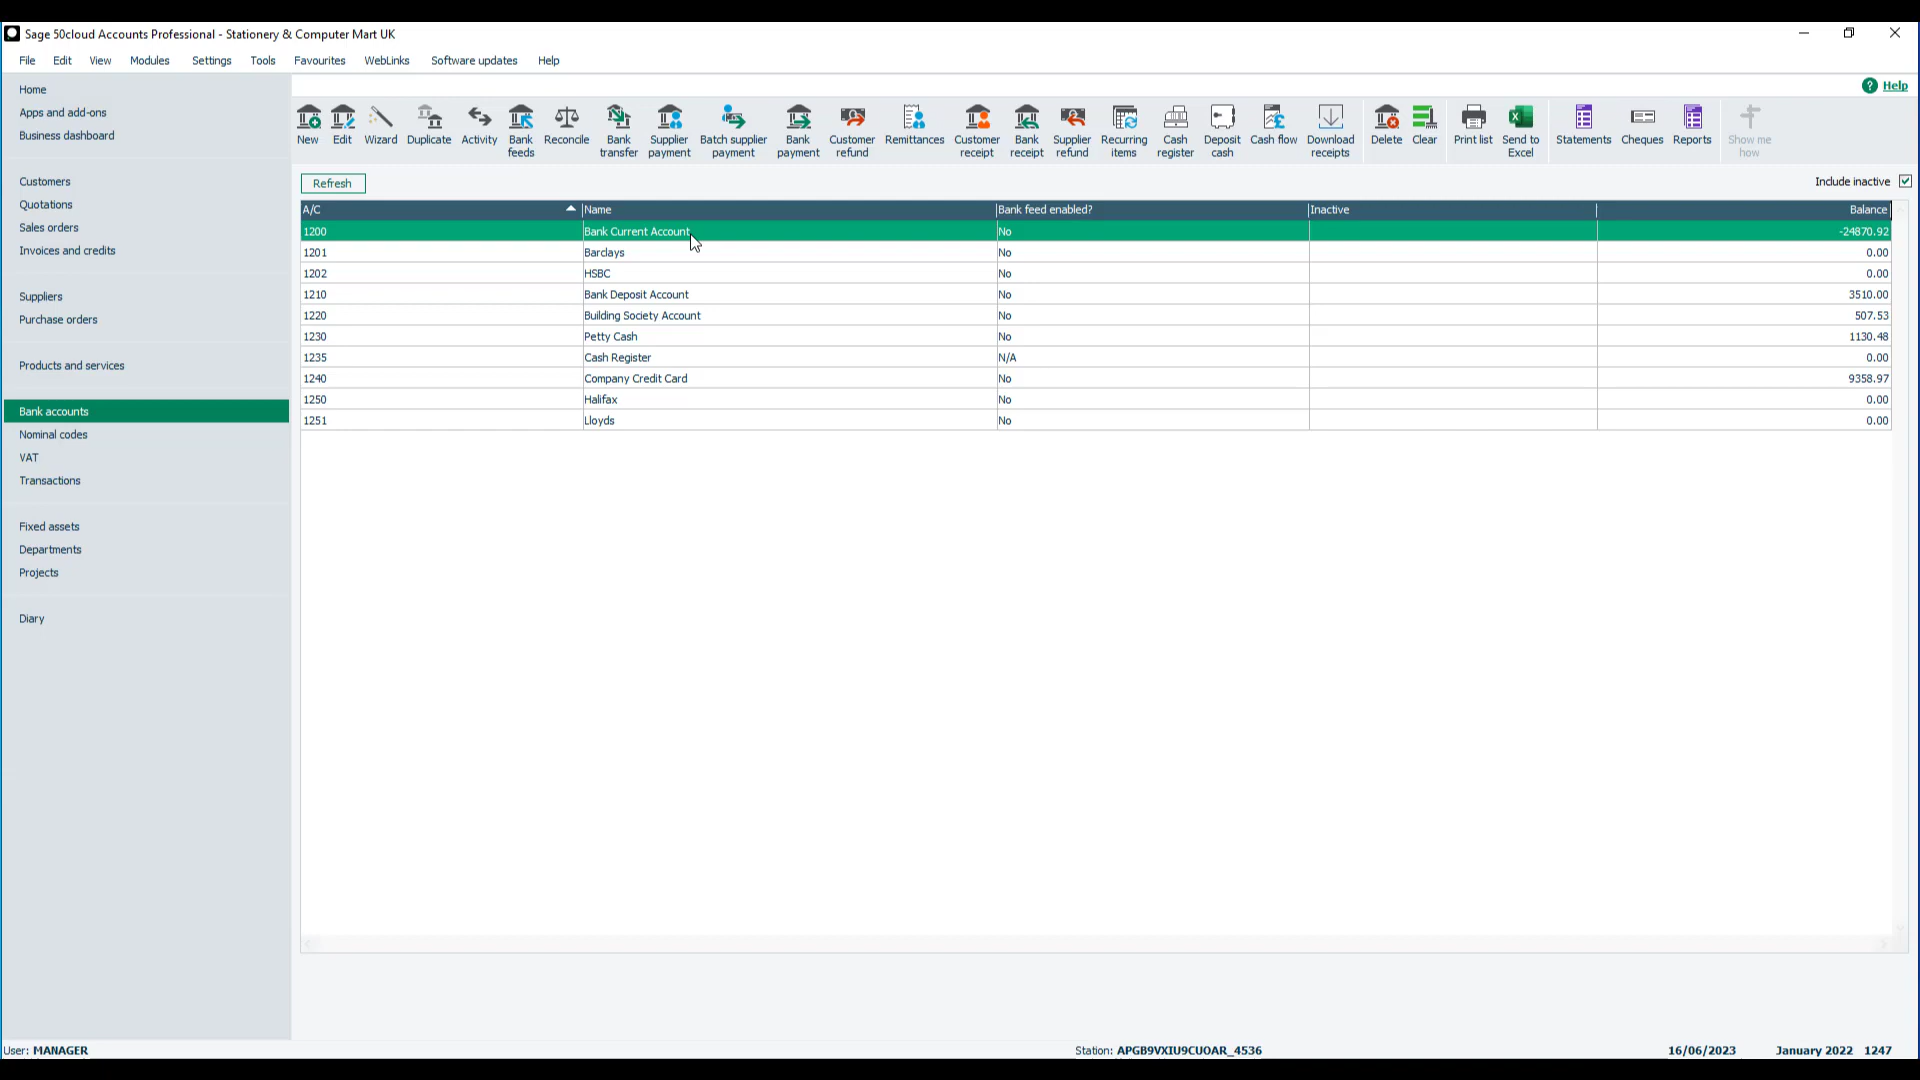 Sage 50cloud Accounts Professional - Stationery & Computer Mart UK
File Edit View Modules Settings Tools Favourites WebLinks Software updates Help
Help
Home
Apps and add-ons
Business dashboard
Customers
Quotations
Sales orders
Invoices and credits
Suppliers
Purchase orders
Products and services
Bank accounts
Nominal codes
VAT
Transactions
Fixed assets
Departments
Projects
Diary
New Edit Wizard Duplicate Activity Bank feeds Reconcile Bank transfer Supplier payment Batch supplier payment Bank payment Customer refund Remittances Customer receipt Bank receipt Supplier refund Recurring items Cash register Deposit cash Cash flow Download receipts Delete Clear Print list Send to Excel Statements Cheques Reports Show me how
Refresh Include inactive
A/C Name Bank feed enabled? Inactive Balance
1200 Bank Current Account No -24870.92
1201 Barclays No 0.00
1202 HSBC No 0.00
1210 Bank Deposit Account No 3510.00
1220 Building Society Account No 507.53
1230 Petty Cash No 1130.48
1235 Cash Register N/A 0.00
1240 Company Credit Card No 9358.97
1250 Halifax No 0.00
1251 Lloyds No 0.00
User: MANAGER Station: APGB9VXIU9CUOAR_4536 16/06/2023 January 2022 1247